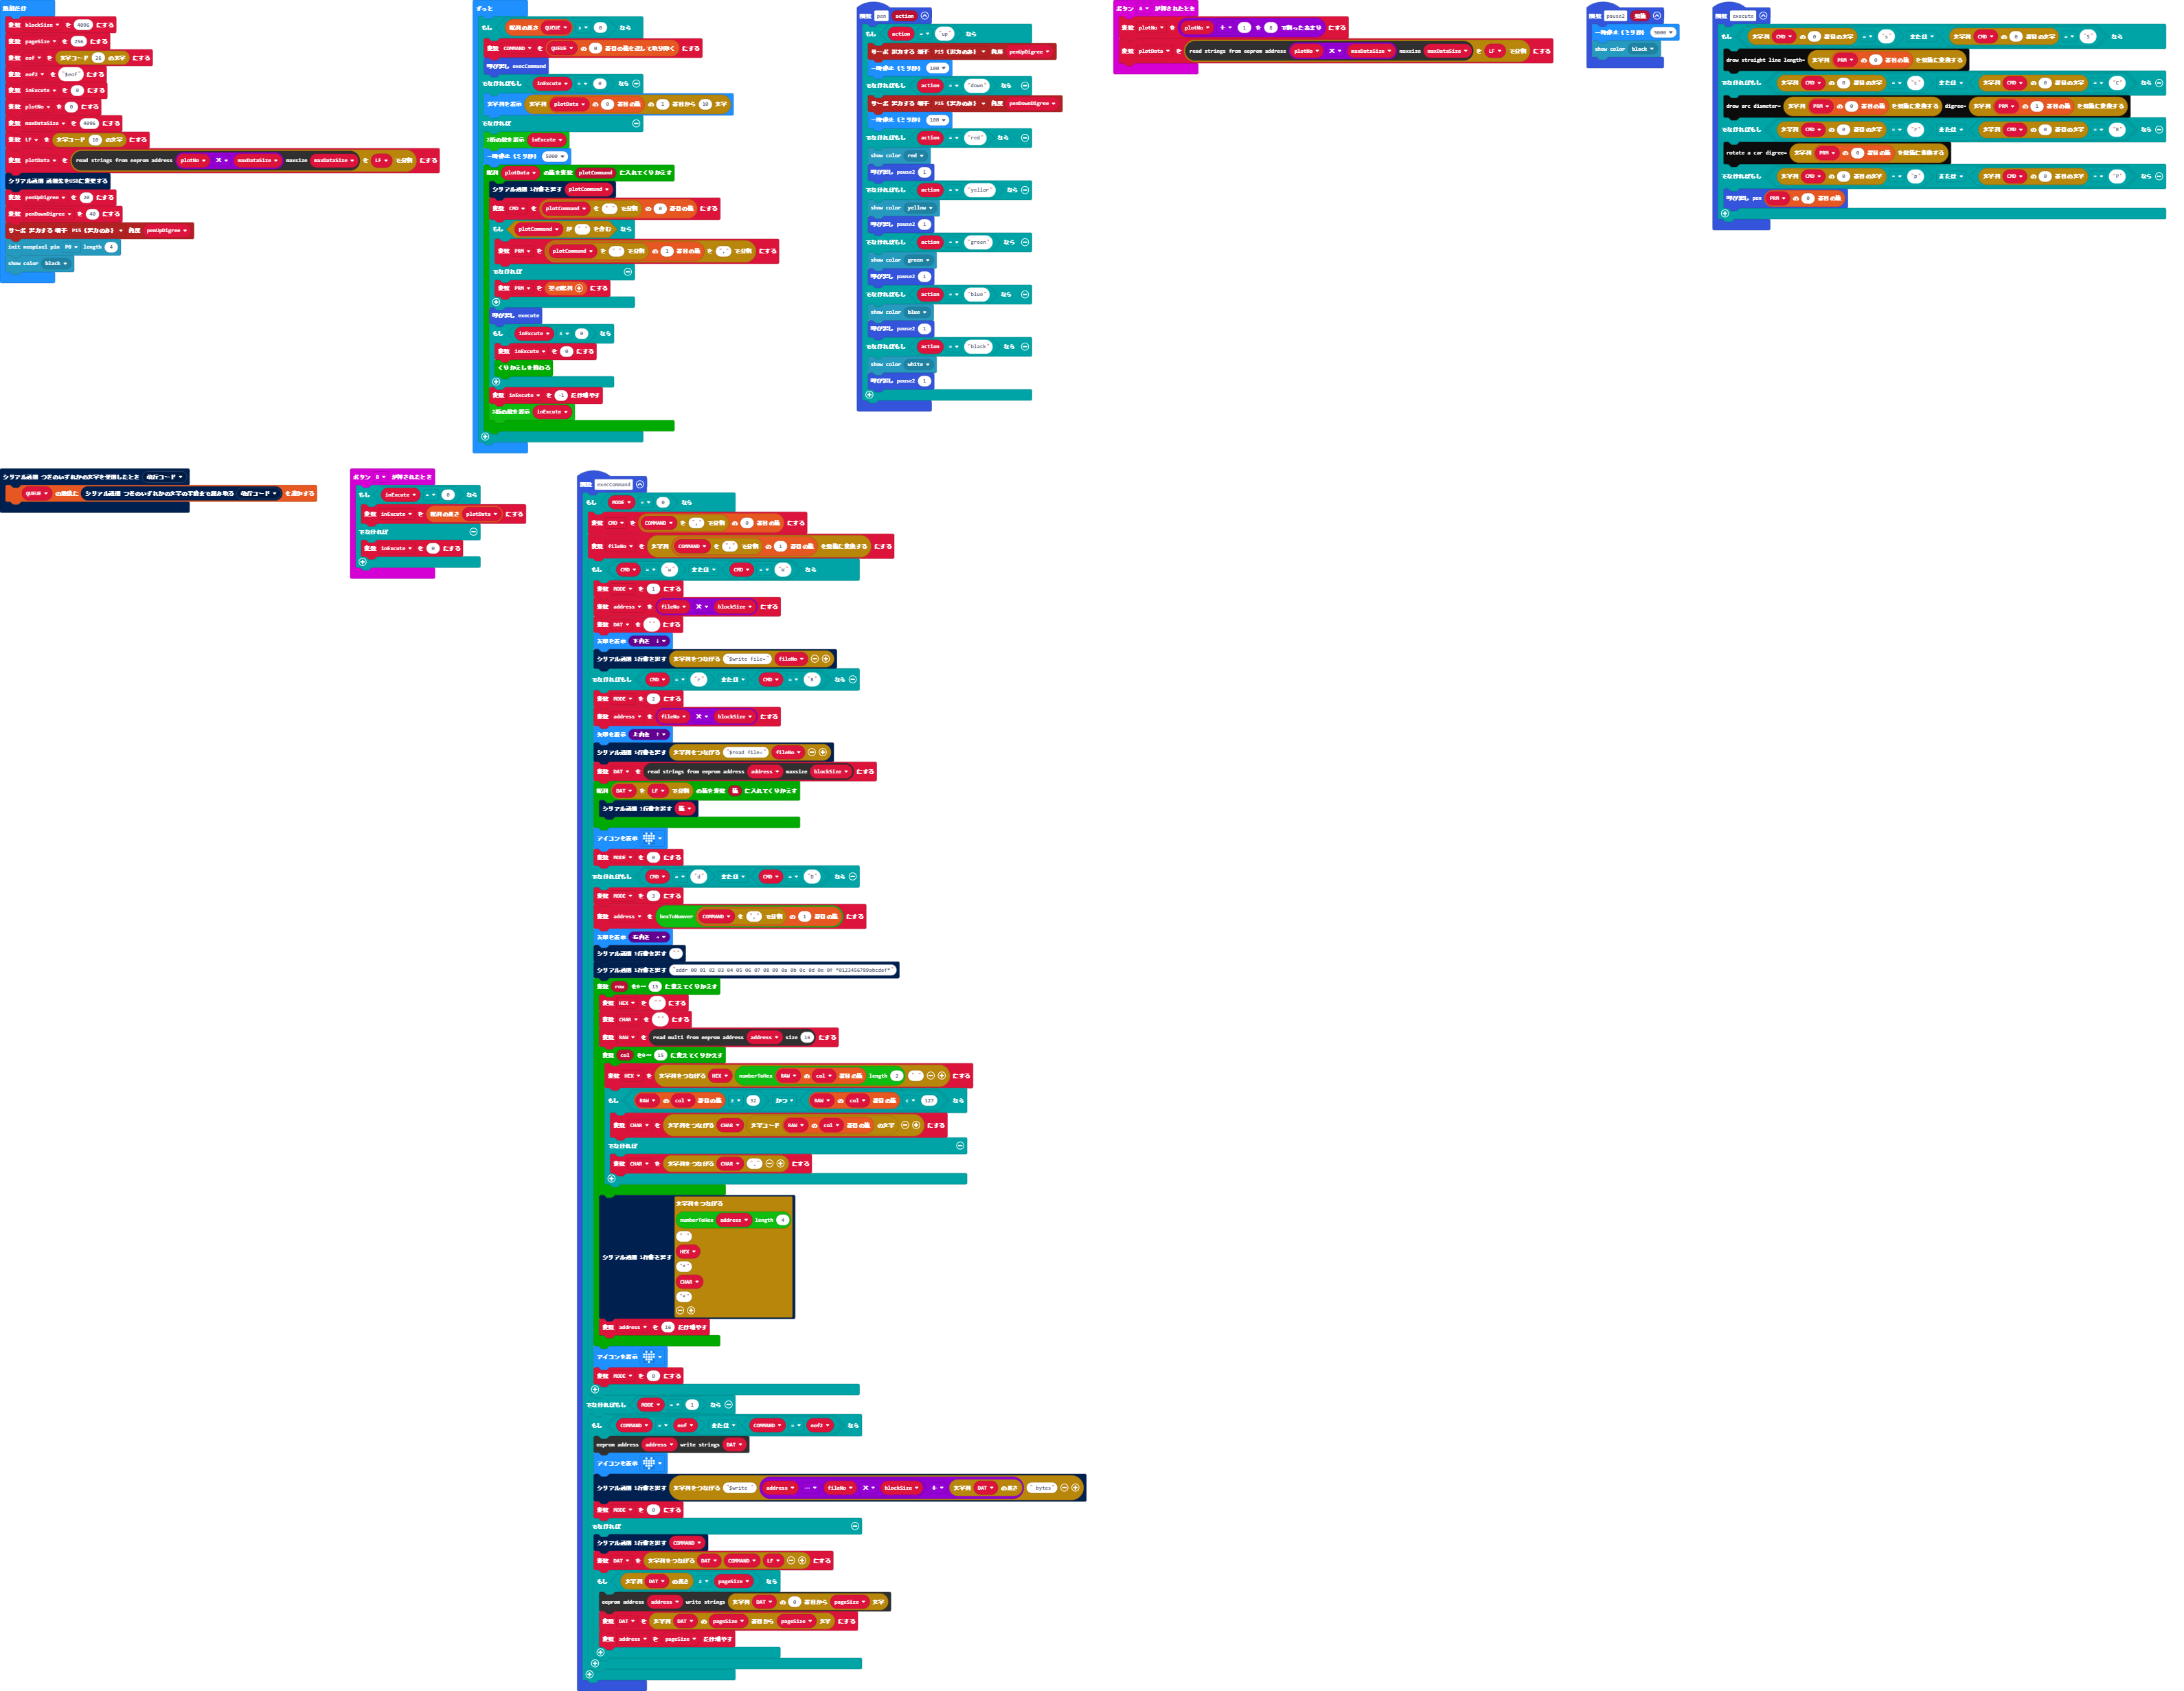 最初だけ
変数 blockSize を 4096 にする
変数 pageSize を 256 にする
変数 eof を 文字コード 26 の文字 にする
変数 eof2 を "$eof" にする
変数 inExcute を 0 にする
変数 plotNo を 0 にする
変数 maxDataSize を 4096 にする
変数 LF を 文字コード 10 の文字 にする
変数 plotData を read strings from eeprom address plotNo × maxDataSize maxsize maxDataSize を LF で分割 にする
シリアル通信 通信先をUSBに変更する
変数 penUpDigree を 20 にする
変数 penDownDigree を 40 にする
サーボ 出力する 端子 P15 (出力のみ) 角度 penUpDigree
init neopixel pin P0 length 4
show color black
ずっと
もし 配列の長さ QUEUE > 0 なら
変数 COMMAND を QUEUE の 0 番目の値を返して取り除く にする
呼び出し execCommand
でなければもし inExcute = 0 なら
文字列を表示 文字列 plotData の 0 番目の値 の 1 番目から 10 文字
でなければ
2桁の数を表示 inExcute
一時停止 (ミリ秒) 5000
配列 plotData の値を変数 plotCommand に入れてくりかえす
シリアル通信 1行書き出す plotCommand
変数 CMD を plotCommand を " " で分割 の 0 番目の値 にする
もし plotCommand が " " を含む なら
変数 PRM を plotCommand を " " で分割 の 1 番目の値 を "," で分割 にする
でなければ
変数 PRM を 空の配列 にする
呼び出し execute
もし inExcute ≤ 0 なら
変数 inExcute を 0 にする
くりかえしを終わる
変数 inExcute を -1 だけ増やす
2桁の数を表示 inExcute
関数 pen action
もし action = "up" なら
サーボ 出力する 端子 P15 (出力のみ) 角度 penUpDigree
一時停止 (ミリ秒) 100
でなければもし action = "down" なら
サーボ 出力する 端子 P15 (出力のみ) 角度 penDownDigree
一時停止 (ミリ秒) 100
でなければもし action = "red" なら
show color red
呼び出し pause2 1
でなければもし action = "yellor" なら
show color yellow
呼び出し pause2 1
でなければもし action = "green" なら
show color green
呼び出し pause2 1
でなければもし action = "blue" なら
show color blue
呼び出し pause2 1
でなければもし action = "black" なら
show color white
呼び出し pause2 1
ボタン A が押されたとき
変数 plotNo を plotNo + 1 を 8 で割ったあまり にする
変数 plotData を read strings from eeprom address plotNo × maxDataSize maxsize maxDataSize を LF で分割 にする
関数 pause2 数値
一時停止 (ミリ秒) 5000
show color black
関数 execute
もし 文字列 CMD の 0 番目の文字 = "s" または 文字列 CMD の 0 番目の文字 = "S" なら
drow straight line length= 文字列 PRM の 0 番目の値 を数値に変換する
でなければもし 文字列 CMD の 0 番目の文字 = "c" または 文字列 CMD の 0 番目の文字 = "C" なら
drow arc diameter= 文字列 PRM の 0 番目の値 を数値に変換する digree= 文字列 PRM の 1 番目の値 を数値に変換する
でなければもし 文字列 CMD の 0 番目の文字 = "r" または 文字列 CMD の 0 番目の文字 = "R" なら
rotate a car digree= 文字列 PRM の 0 番目の値 を数値に変換する
でなければもし 文字列 CMD の 0 番目の文字 = "p" または 文字列 CMD の 0 番目の文字 = "P" なら
呼び出し pen PRM の 0 番目の値
シリアル通信 つぎのいずれかの文字を受信したとき 改行コード
QUEUE の最後に シリアル通信 つぎのいずれかの文字の手前まで読み取る 改行コード を追加する
ボタン B が押されたとき
もし inExcute = 0 なら
変数 inExcute を 配列の長さ plotData にする
でなければ
変数 inExcute を 0 にする
関数 execCommand
もし MODE = 0 なら
変数 CMD を COMMAND を "," で分割 の 0 番目の値 にする
変数 fileNo を 文字列 COMMAND を "," で分割 の 1 番目の値 を数値に変換する にする
もし CMD = "w" または CMD = "W" なら
変数 MODE を 1 にする
変数 address を fileNo × blockSize にする
変数 DAT を "" にする
矢印を表示 下向き ↓
シリアル通信 1行書き出す 文字列をつなげる "$write file=" fileNo
でなければもし CMD = "r" または CMD = "R" なら
変数 MODE を 2 にする
変数 address を fileNo × blockSize にする
矢印を表示 上向き ↑
シリアル通信 1行書き出す 文字列をつなげる "$read file=" fileNo
変数 DAT を read strings from eeprom address address maxsize blockSize にする
配列 DAT を LF で分割 の値を変数 値 に入れてくりかえす
シリアル通信 1行書き出す 値
アイコンを表示
変数 MODE を 0 にする
でなければもし CMD = "d" または CMD = "D" なら
変数 MODE を 3 にする
変数 address を hexToNumver COMMAND を "," で分割 の 1 番目の値 にする
矢印を表示 右向き →
シリアル通信 1行書き出す ""
シリアル通信 1行書き出す "addr 00 01 02 03 04 05 06 07 08 09 0a 0b 0c 0d 0e 0f *0123456789abcdef*"
変数 row を0~ 15 に変えてくりかえす
変数 HEX を "" にする
変数 CHAR を "" にする
変数 RAW を read multi from eeprom address address size 16 にする
変数 col を0~ 15 に変えてくりかえす
変数 HEX を 文字列をつなげる HEX numberToHex RAW の col 番目の値 length 2 " " にする
もし RAW の col 番目の値 ≥ 32 かつ RAW の col 番目の値 < 127 なら
変数 CHAR を 文字列をつなげる CHAR 文字コード RAW の col 番目の値 の文字 にする
でなければ
変数 CHAR を 文字列をつなげる CHAR "." にする
文字列をつなげる
numberToHex address length 4
" "
HEX
"*"
シリアル通信 1行書き出す
CHAR
"*"
変数 address を 16 だけ増やす
アイコンを表示
変数 MODE を 0 にする
でなければもし MODE = 1 なら
もし COMMAND = eof または COMMAND = eof2 なら
eeprom address address write strings DAT
アイコンを表示
シリアル通信 1行書き出す 文字列をつなげる "$write " address - fileNo × blockSize + 文字列 DAT の長さ " bytes"
変数 MODE を 0 にする
でなければ
シリアル通信 1行書き出す COMMAND
変数 DAT を 文字列をつなげる DAT COMMAND LF にする
もし 文字列 DAT の長さ ≥ pageSize なら
eeprom address address write strings 文字列 DAT の 0 番目から pageSize 文字
変数 DAT を 文字列 DAT の pageSize 番目から pageSize 文字 にする
変数 address を pageSize だけ増やす